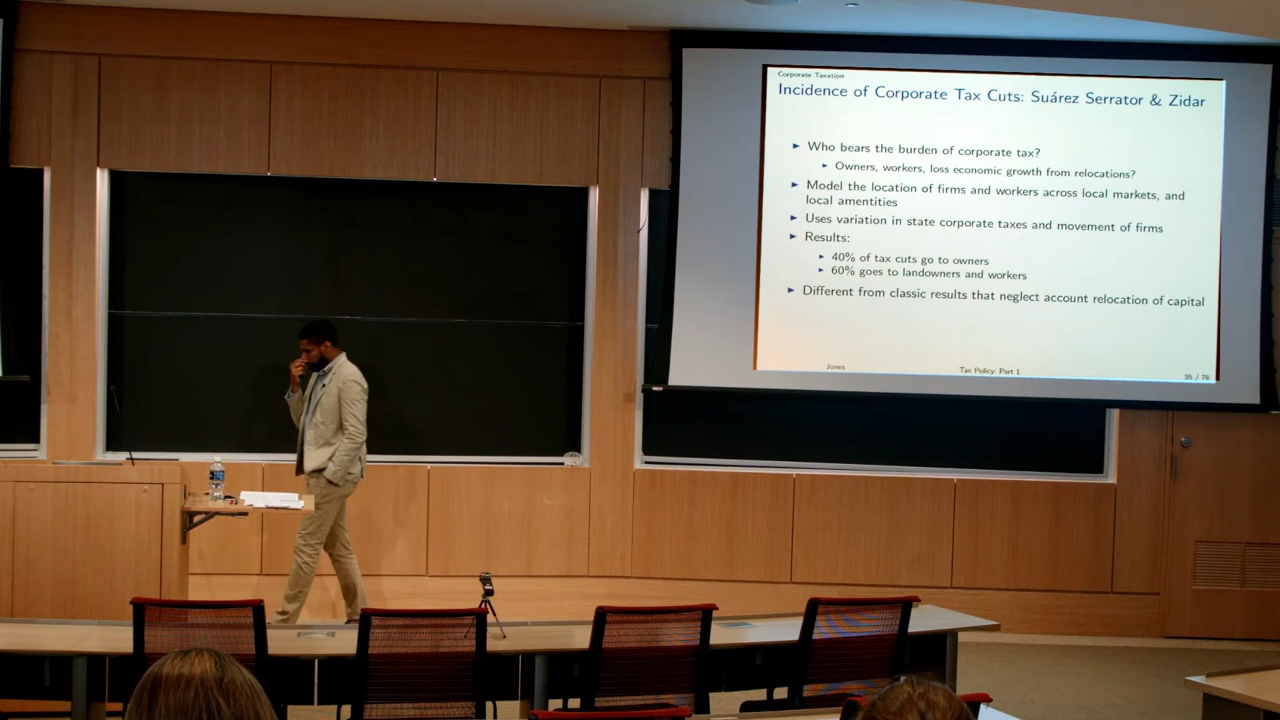 Corporate Taxation
Incidence of Corporate Tax Cuts: Suárez Serrator & Zidar
► Who bears the burden of corporate tax?
► Owners, workers, loss economic growth from relocations?
► Model the location of firms and workers across local markets, and
local amentities
► Uses variation in state corporate taxes and movement of firms
► Results:
► 40% of tax cuts go to owners
► 60% goes to landowners and workers
► Different from classic results that neglect account relocation of capital
Jones
Tax Policy: Part 1
35 / 78